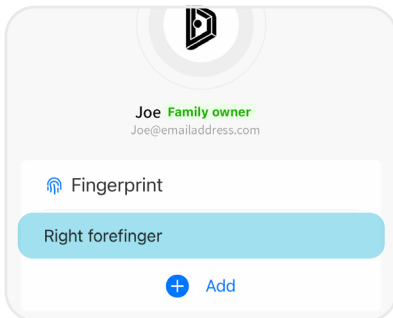 Joe Family owner
Joe@emailaddress.com
Fingerprint
Right forefinger
Add